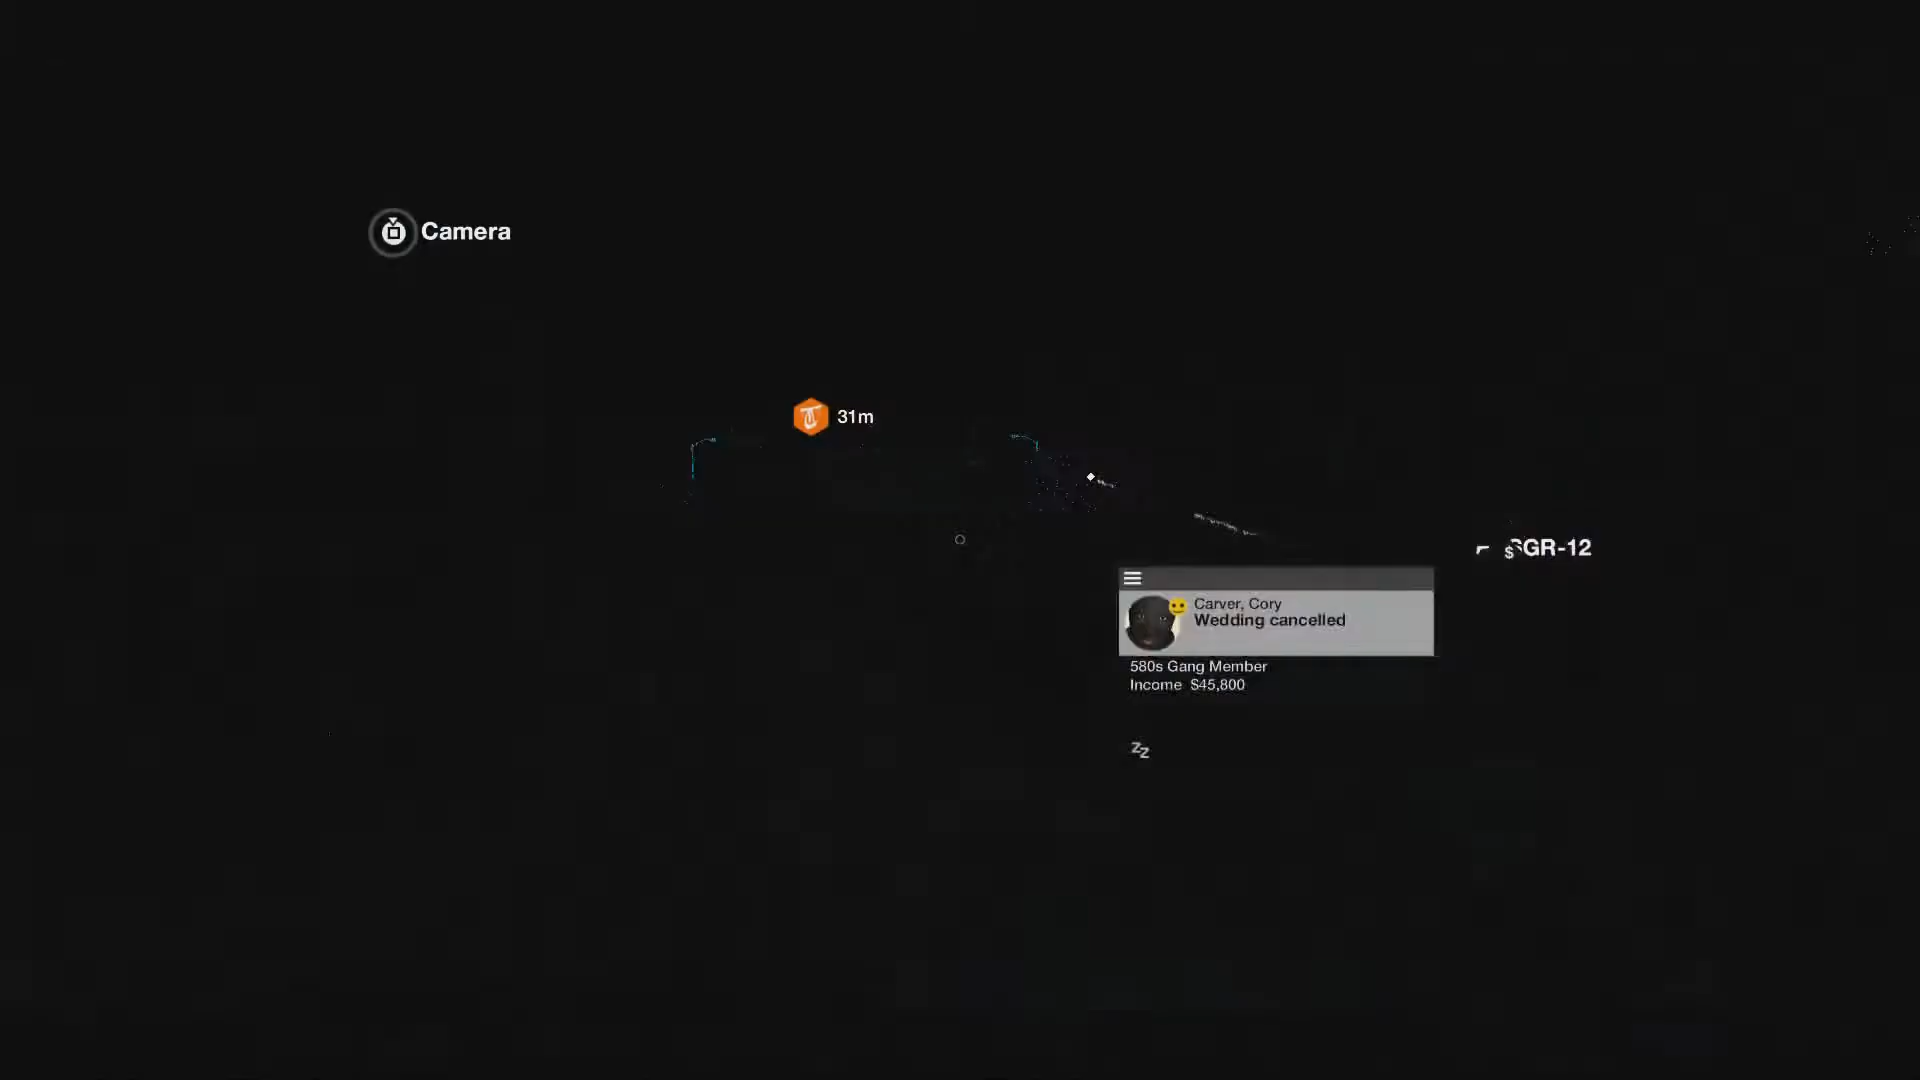 Camera
31m
SGR-12
$
Carver, Cory
Wedding cancelled
580s Gang Member
Income $45,800
zz